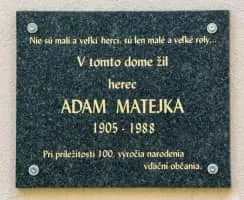 Nie sú malí a veľkí herci, sú len malé a veľké roly...
V tomto dome žil
herec
ADAM MATEJKA
1905 - 1988
Pri príležitosti 100. výročia narodenia
vďační občania.